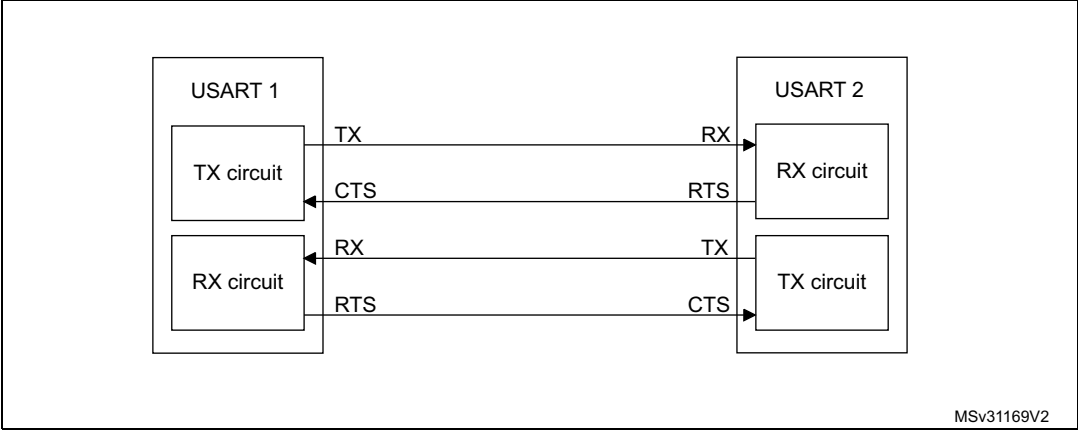 USART 1
USART 2
TX
RX
TX circuit
RX circuit
CTS
RTS
RX
TX
RX circuit
TX circuit
RTS
CTS
MSv31169V2